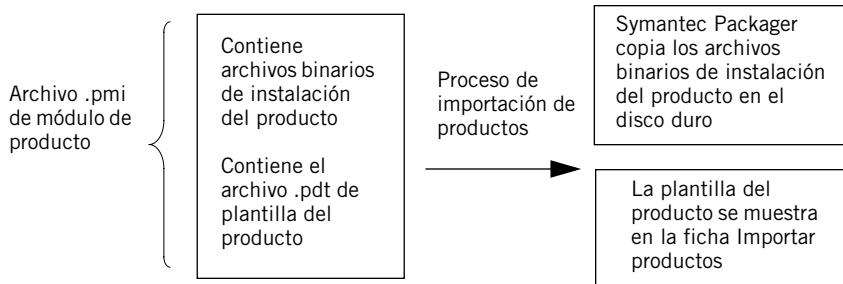 Archivo .pmi
de módulo de
producto
Contiene
archivos binarios
de instalación
del producto
Contiene el
archivo .pdt de
plantilla del
producto
Proceso de
importación de
productos
Symantec Packager
copia los archivos
binarios de instalación
del producto en el
disco duro
La plantilla del
producto se muestra
en la ficha Importar
productos